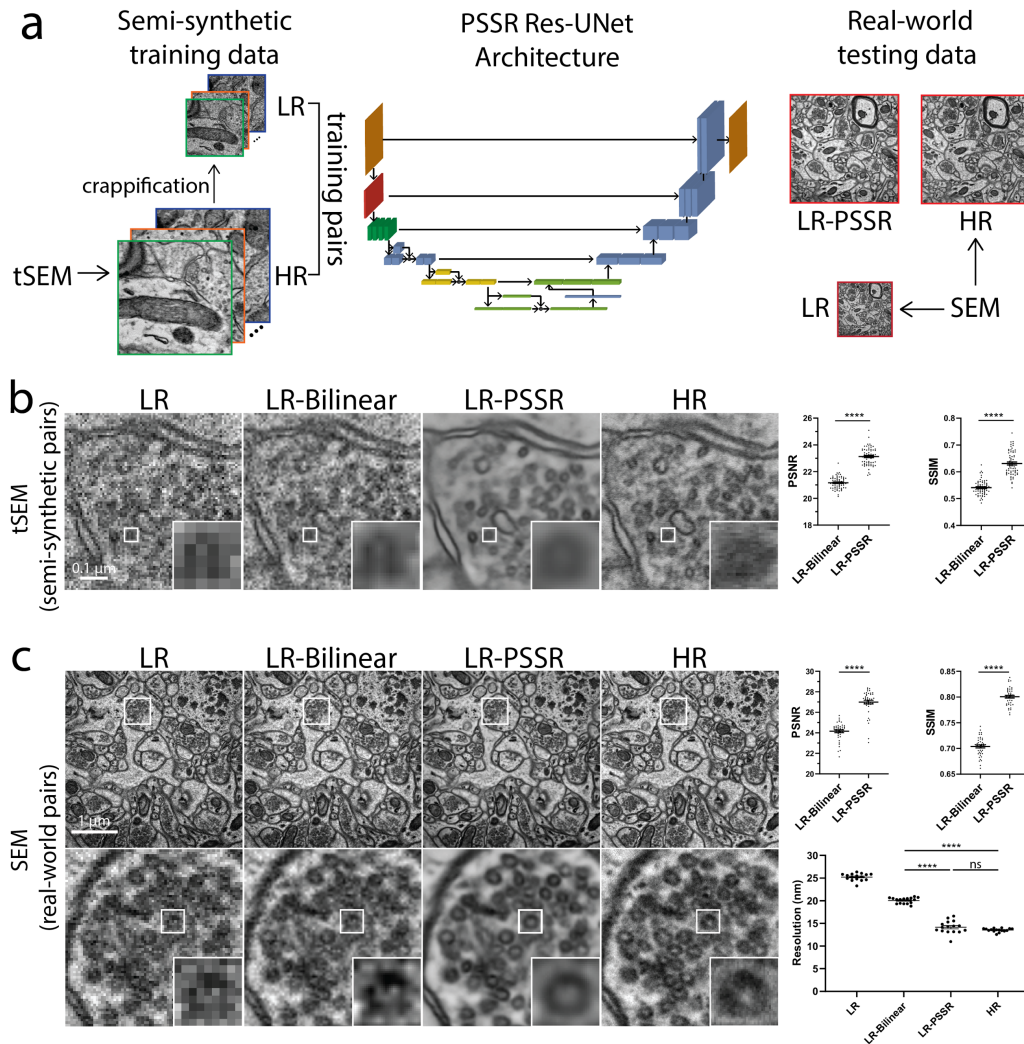 a
Semi-synthetic
training data
PSSR Res-UNet
Architecture
Real-world
testing data
LR
...
crappification
training pairs
tSEM
HR
...
LR-PSSR
HR
LR
SEM
b
LR
LR-Bilinear
LR-PSSR
HR
tSEM
(semi-synthetic pairs)
0.1 μm
PSNR
26
24
22
20
18
****
LR-Bilinear
LR-PSSR
SSIM
0.8
0.7
0.6
0.5
0.4
****
LR-Bilinear
LR-PSSR
c
LR
LR-Bilinear
LR-PSSR
HR
SEM
(real-world pairs)
1 μm
PSNR
30
28
26
24
22
20
****
LR-Bilinear
LR-PSSR
SSIM
0.85
0.80
0.75
0.70
0.65
****
LR-Bilinear
LR-PSSR
Resolution (nm)
30
25
20
15
10
5
0
****
****
ns
LR
LR-Bilinear
LR-PSSR
HR